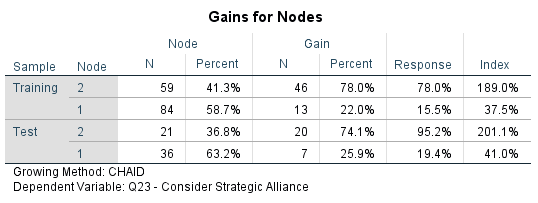 Gains for Nodes
Node Gain
Sample Node N Percent N Percent Response Index
Training 2 59 41.3% 46 78.0% 78.0% 189.0%
1 84 58.7% 13 22.0% 15.5% 37.5%
Test 2 21 36.8% 20 74.1% 95.2% 201.1%
1 36 63.2% 7 25.9% 19.4% 41.0%
Growing Method: CHAID
Dependent Variable: Q23 - Consider Strategic Alliance